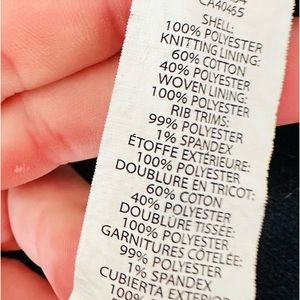 CA40465
SHELL:
100% POLYESTER
KNITTING LINING:
60% COTTON
40% POLYESTER
WOVEN LINING:
100% POLYESTER
RIB TRIMS:
99% POLYESTER
1% SPANDEX
ÉTOFFE EXTÉRIEURE:
100% POLYESTER
DOUBLURE EN TRICOT:
60% COTON
40% POLYESTER
DOUBLURE TISSÉE:
100% POLYESTER
GARNITURES CÔTELÉE:
99% POLYESTER
1% SPANDEX
CUBIERTA
100%